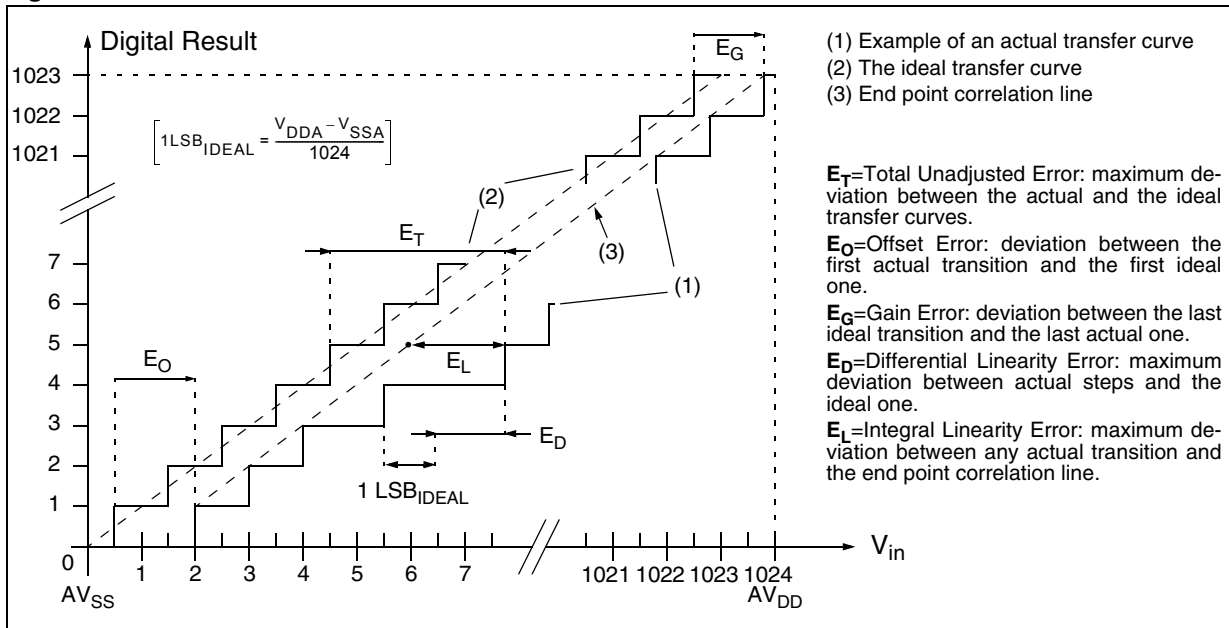 Digital Result
E_G
1023
1022
1021
[1LSB_IDEAL = (V_DDA − V_SSA) / 1024]
(2)
(3)
(1)
E_T
7
6
5
4
3
2
1
0
E_O
E_L
E_D
1 LSB_IDEAL
1 2 3 4 5 6 7 1021 1022 1023 1024
V_in
AV_SS
AV_DD
(1) Example of an actual transfer curve
(2) The ideal transfer curve
(3) End point correlation line
E_T=Total Unadjusted Error: maximum de-
viation between the actual and the ideal
transfer curves.
E_O=Offset Error: deviation between the
first actual transition and the first ideal
one.
E_G=Gain Error: deviation between the last
ideal transition and the last actual one.
E_D=Differential Linearity Error: maximum
deviation between actual steps and the
ideal one.
E_L=Integral Linearity Error: maximum de-
viation between any actual transition and
the end point correlation line.